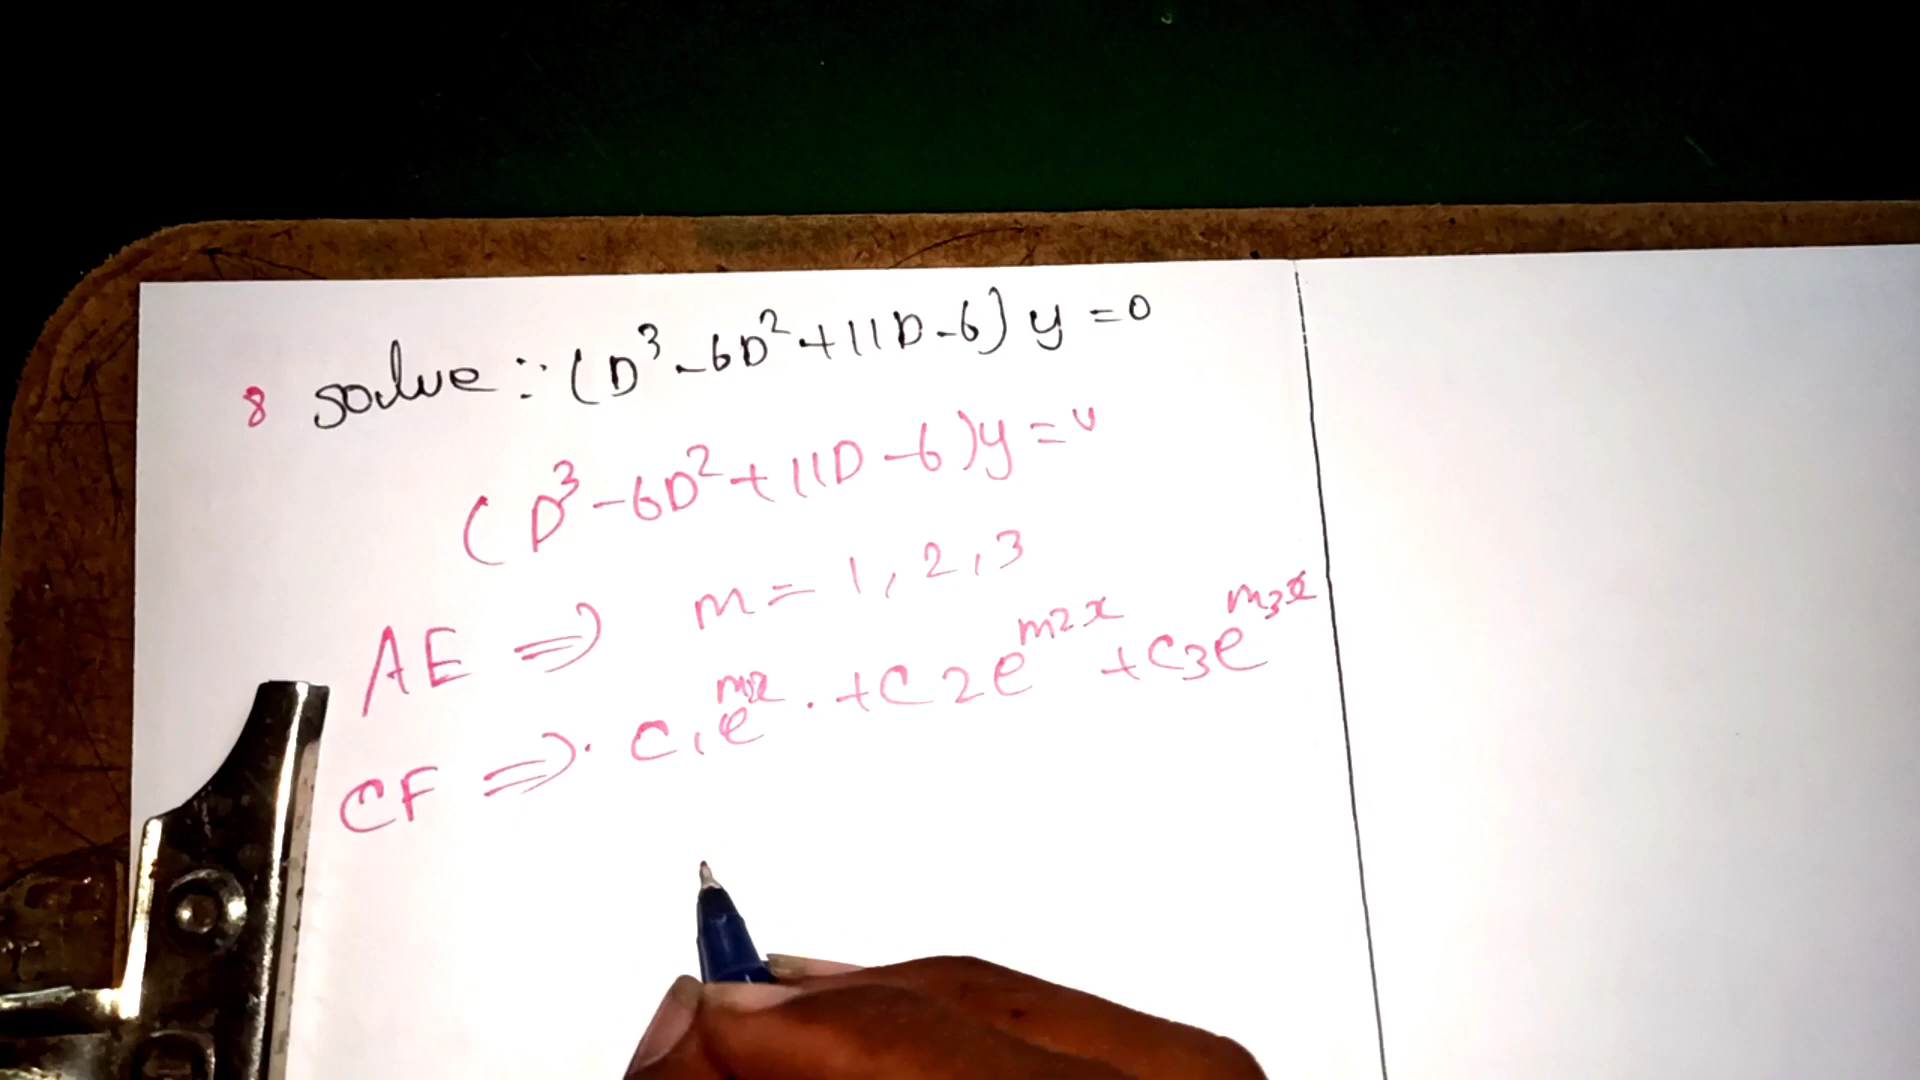 8 solve :- (D³-6D²+11D-6) y = 0
(D³-6D²+11D-6)y=0
AE ⇒ m = 1, 2, 3
CF ⇒ C₁e^mx + C2e^m2x + C3e^m3x